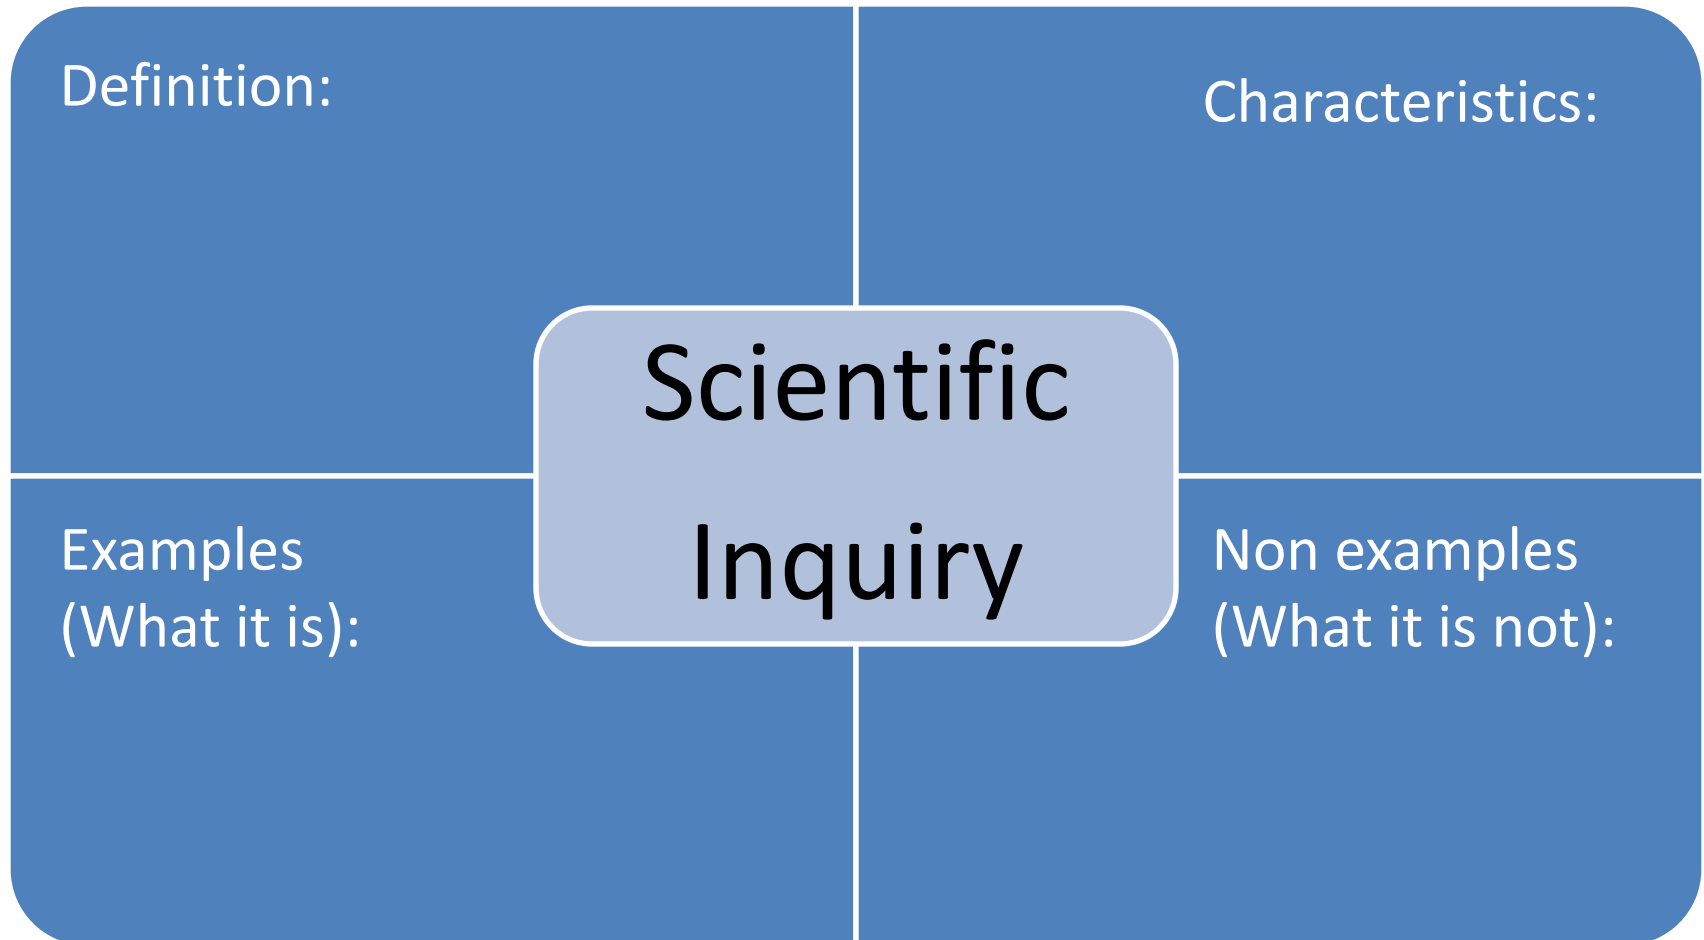 Definition:
Characteristics:
Scientific
Inquiry
Examples
(What it is):
Non examples
(What it is not):